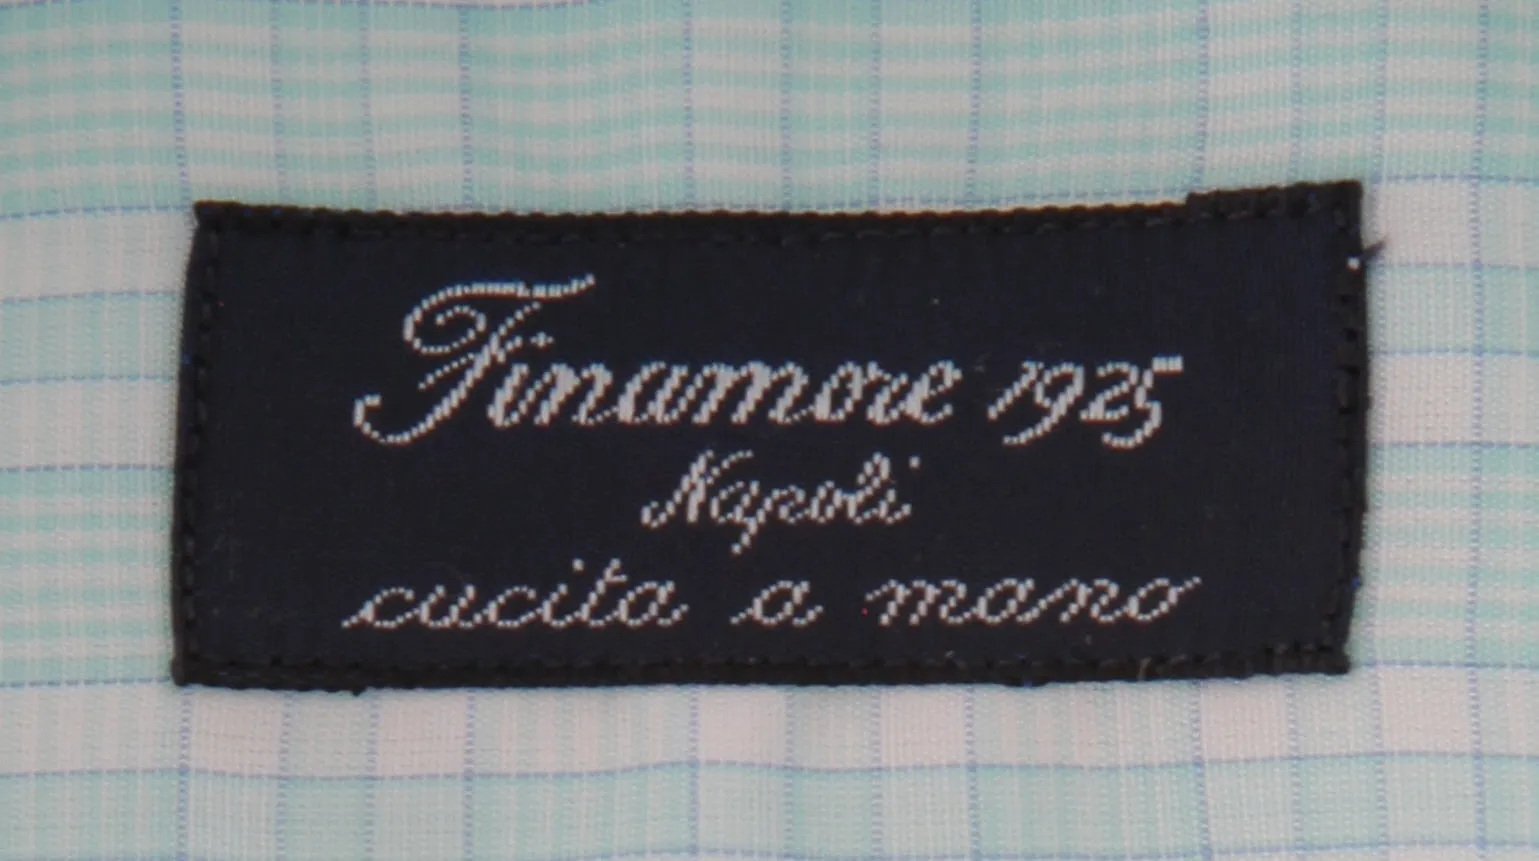 Finamore 1925
Napoli
cucita a mano